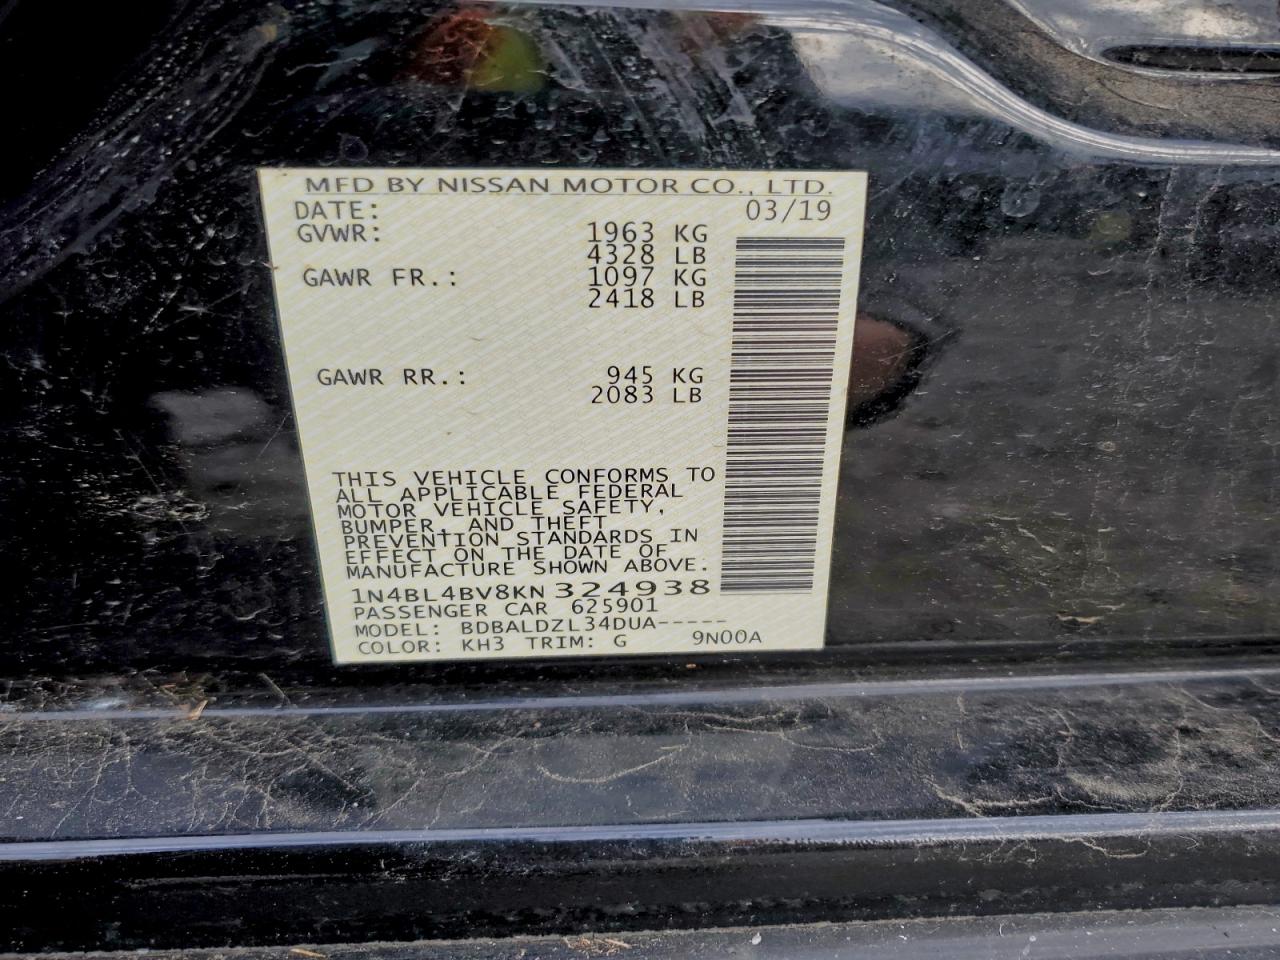 MFD BY NISSAN MOTOR CO., LTD.
DATE: 03/19
GVWR: 1963 KG
4328 LB
GAWR FR.: 1097 KG
2418 LB
GAWR RR.: 945 KG
2083 LB
THIS VEHICLE CONFORMS TO
ALL APPLICABLE FEDERAL
MOTOR VEHICLE SAFETY,
BUMPER, AND THEFT
PREVENTION STANDARDS IN
EFFECT ON THE DATE OF
MANUFACTURE SHOWN ABOVE.
1N4BL4BV8KN324938
PASSENGER CAR 625901
MODEL: BDBALDZL34DUA-----
COLOR: KH3 TRIM: G 9N00A